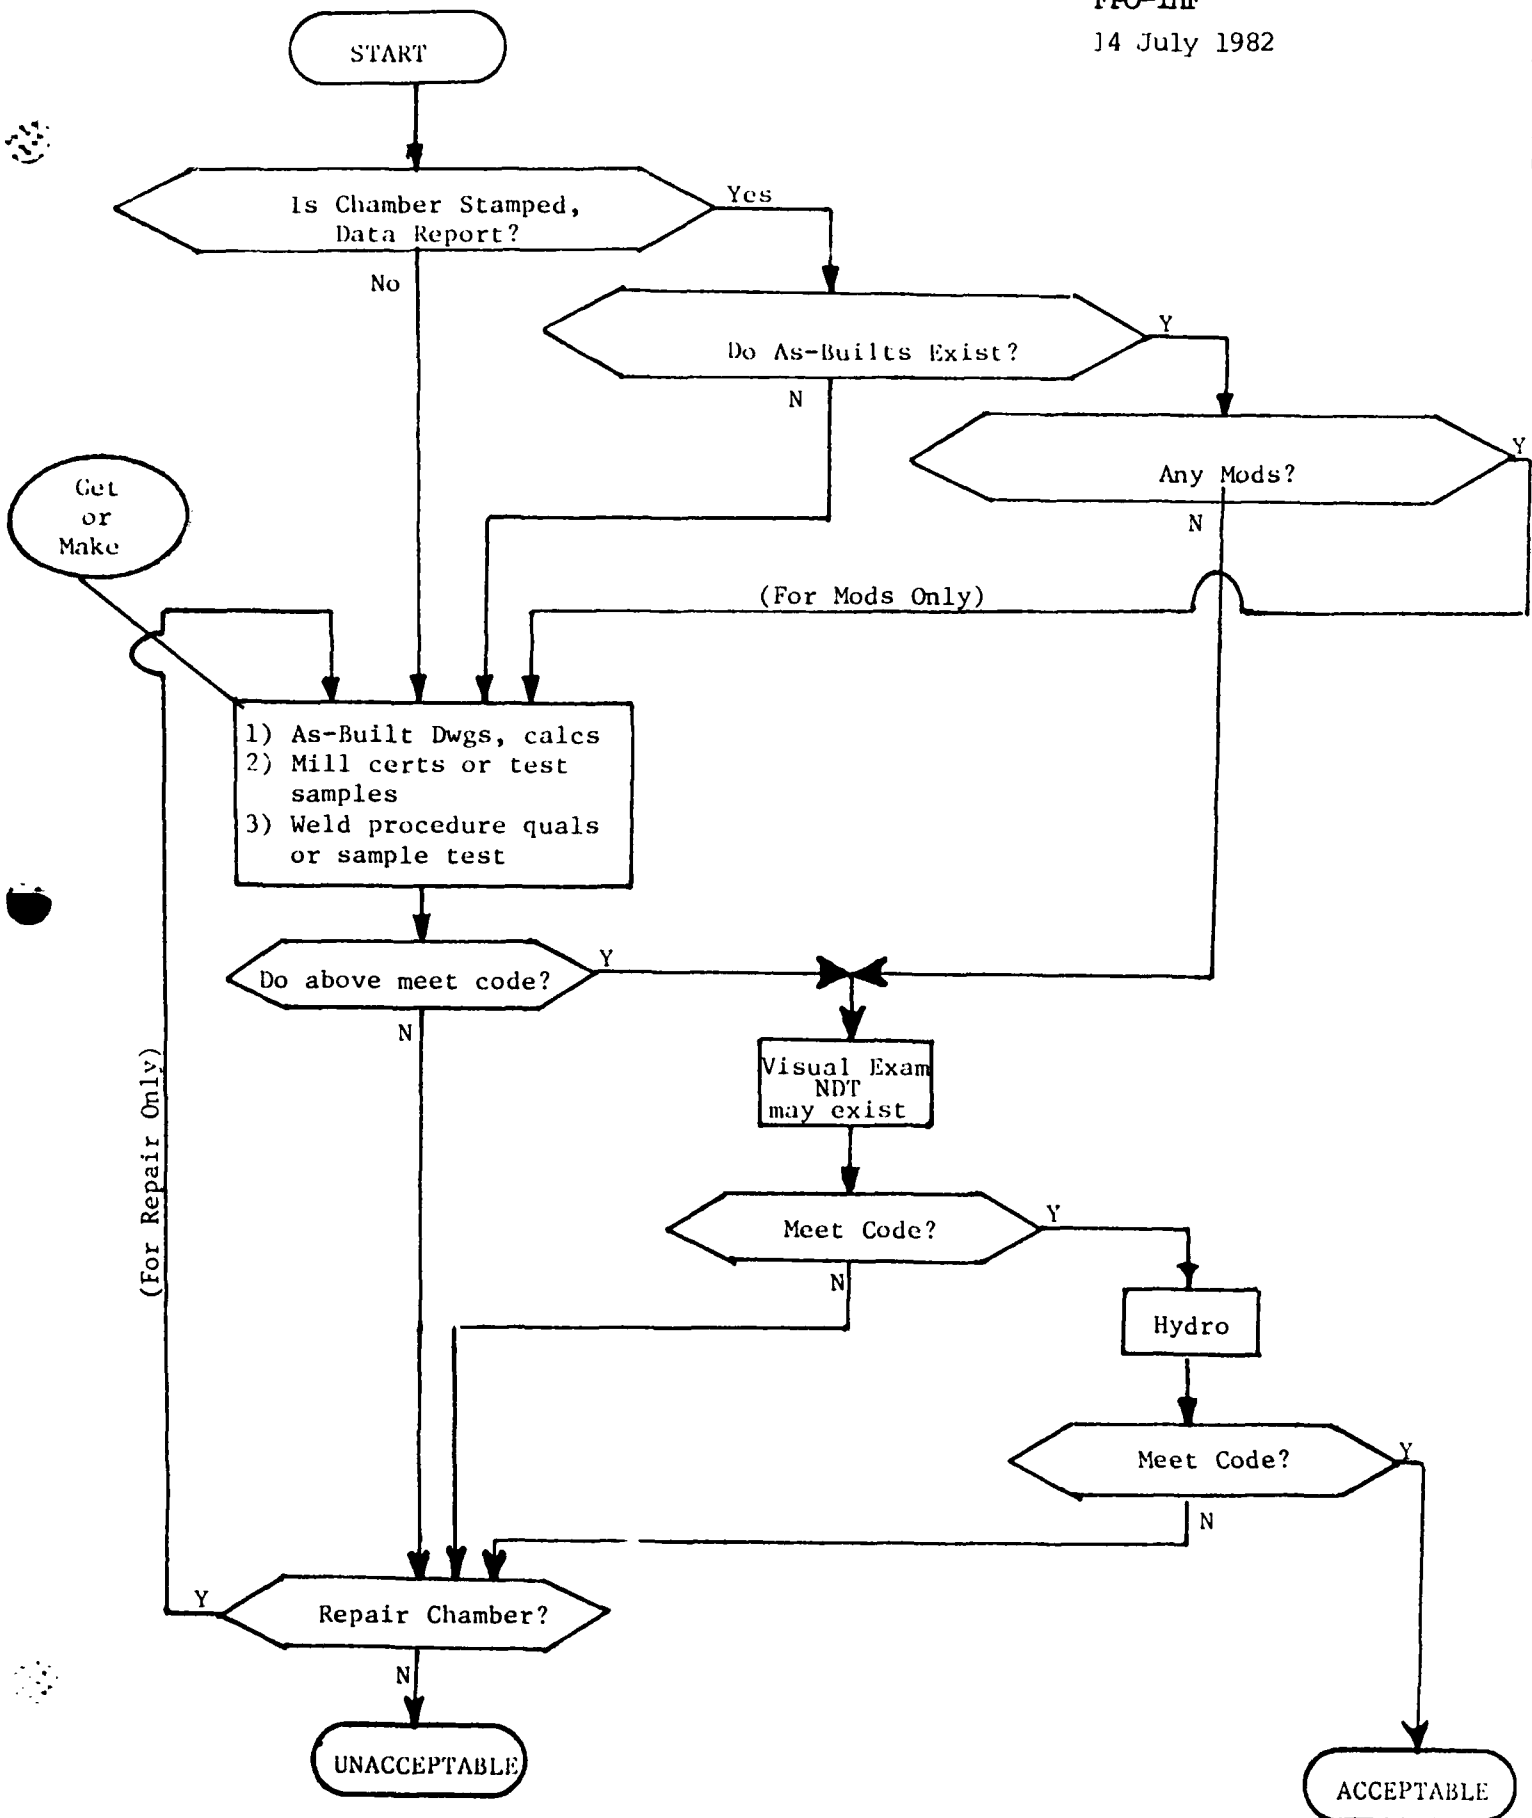 14 July 1982
START
Is Chamber Stamped,
Data Report?
Yes
No
Do As-Builts Exist?
Y
N
Any Mods?
Y
N
Get
or
Make
(For Mods Only)
1) As-Built Dwgs, calcs
2) Mill certs or test
samples
3) Weld procedure quals
or sample test
Do above meet code?
Y
N
Visual Exam
NDT
may exist
(For Repair Only)
Meet Code?
Y
N
Hydro
Meet Code?
Y
N
Repair Chamber?
Y
N
UNACCEPTABLE
ACCEPTABLE